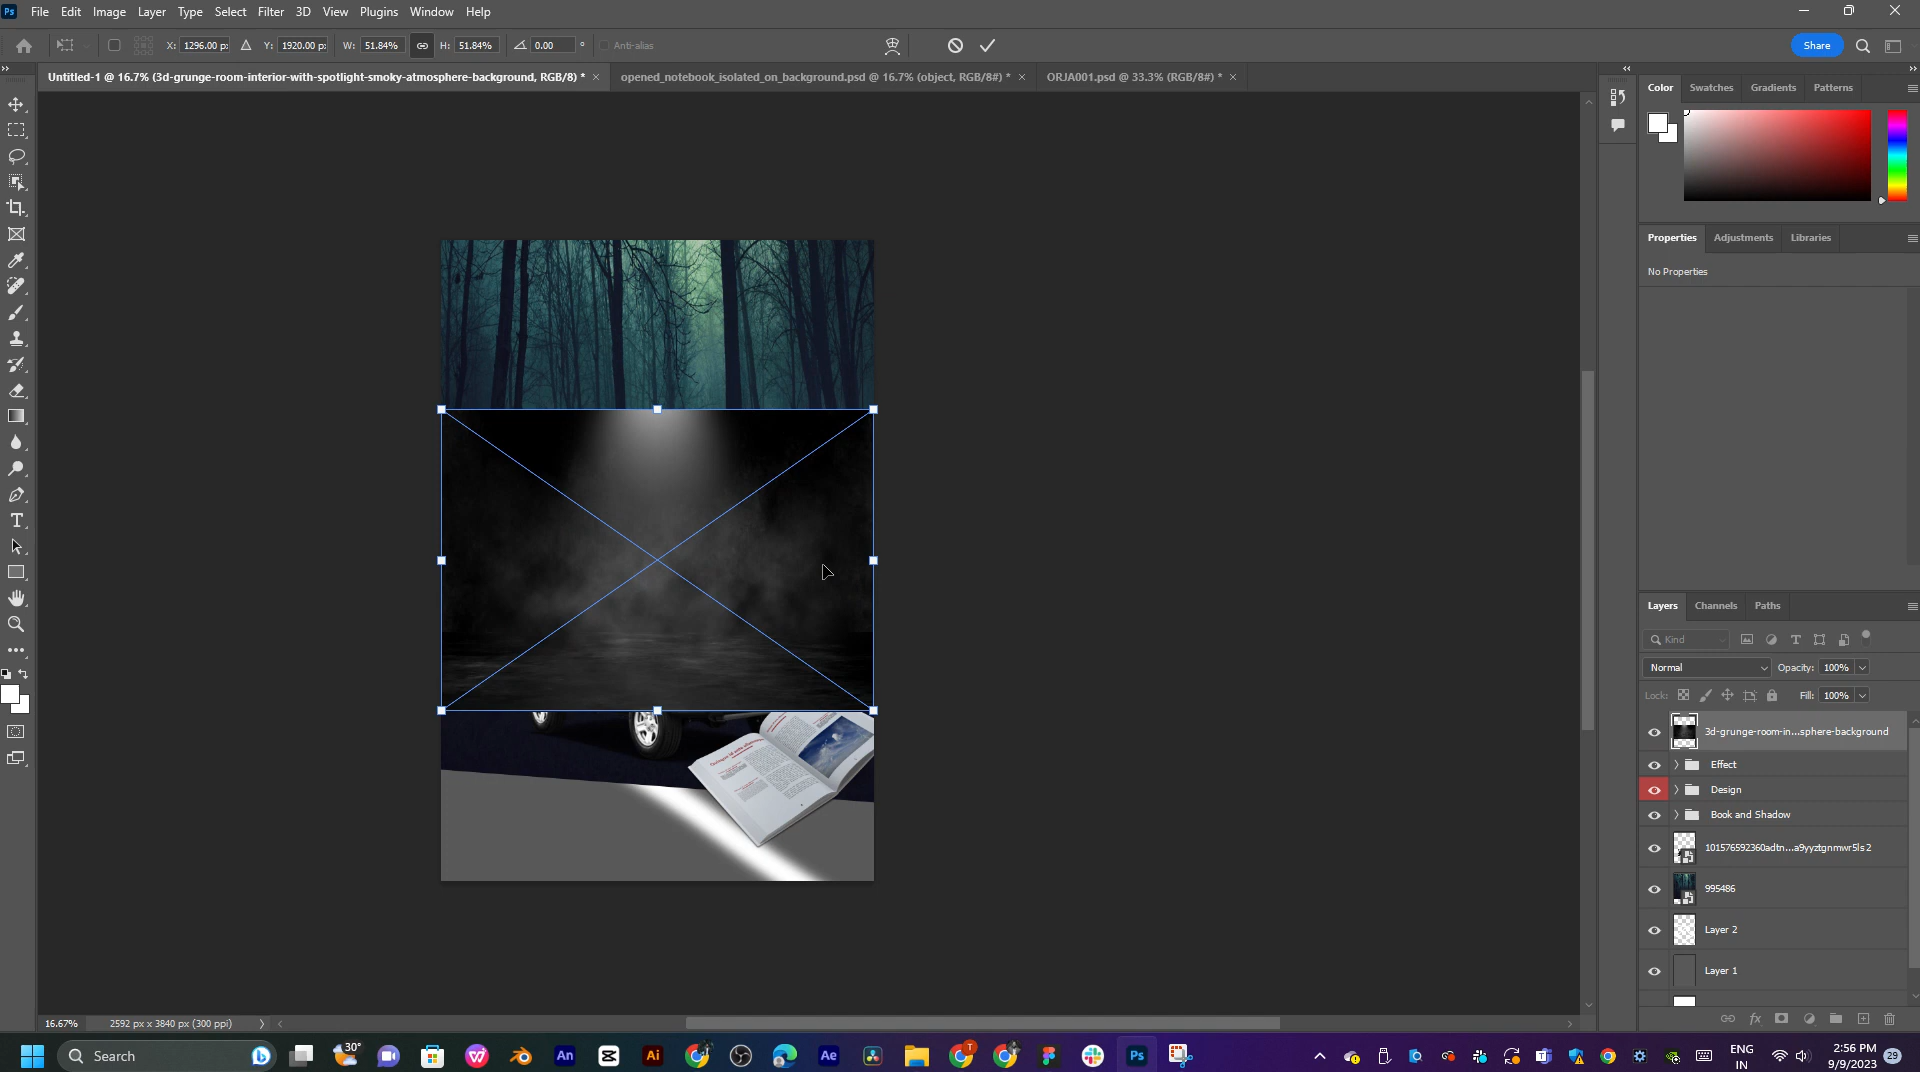 Ps File Edit Image Layer Type Select Filter 3D View Plugins Window Help
X: 1296.00 p: Y: 1920.00 p: W: 51.84% H: 51.84% 0.00 ° Anti-alias Share
Untitled-1 @ 16.7% (3d-grunge-room-interior-with-spotlight-smoky-atmosphere-background, RGB/8) * × opened_notebook_isolated_on_background.psd @ 16.7% (object, RGB/8#) * × ORJA001.psd @ 33.3% (RGB/8#) * ×
Color Swatches Gradients Patterns
Properties Adjustments Libraries
No Properties
Layers Channels Paths
Kind
Normal Opacity: 100%
Lock: Fill: 100%
3d-grunge-room-in...sphere-background
Effect
Design
Book and Shadow
101576592360adtn...a9yyztgnmwr5ls2
995486
Layer 2
Layer 1
16.67% 2592 px x 3840 px (300 ppi)
Search 30° An Ai Ae T Ps ENG 2:56 PM
IN 9/9/2023 29